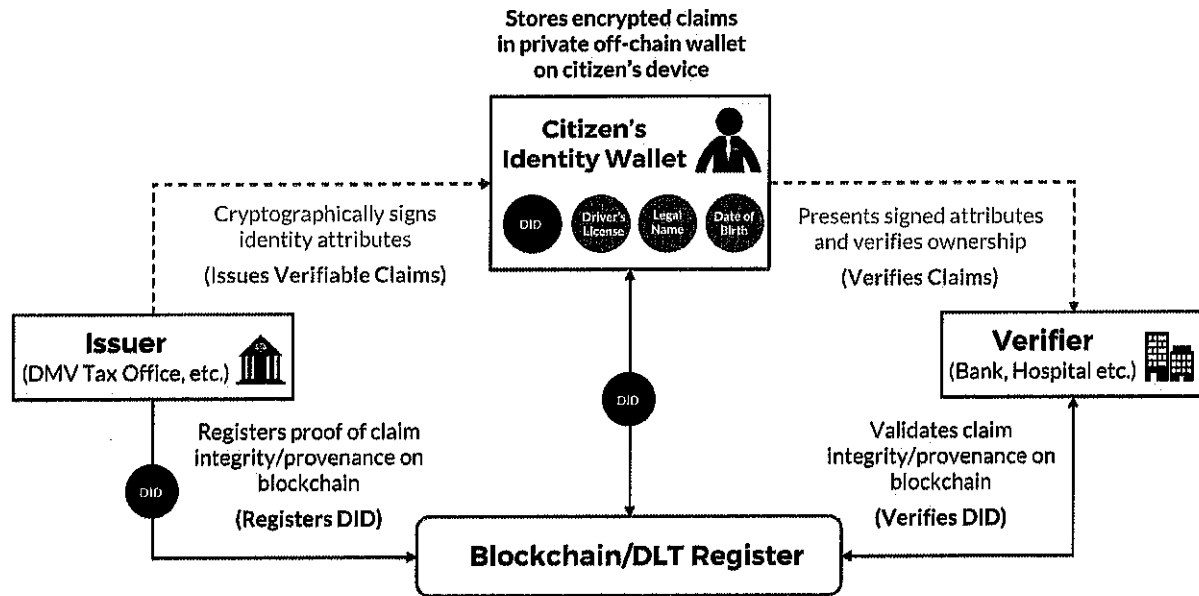 Stores encrypted claims
in private off-chain wallet
on citizen's device
Citizen's
Identity Wallet
DID
Driver's
License
Legal
Name
Date of
Birth
Cryptographically signs
identity attributes
(Issues Verifiable Claims)
Presents signed attributes
and verifies ownership
(Verifies Claims)
Issuer
(DMV Tax Office, etc.)
Verifier
(Bank, Hospital etc.)
DID
Registers proof of claim
integrity/provenance on
blockchain
(Registers DID)
DID
Validates claim
integrity/provenance on
blockchain
(Verifies DID)
Blockchain/DLT Register